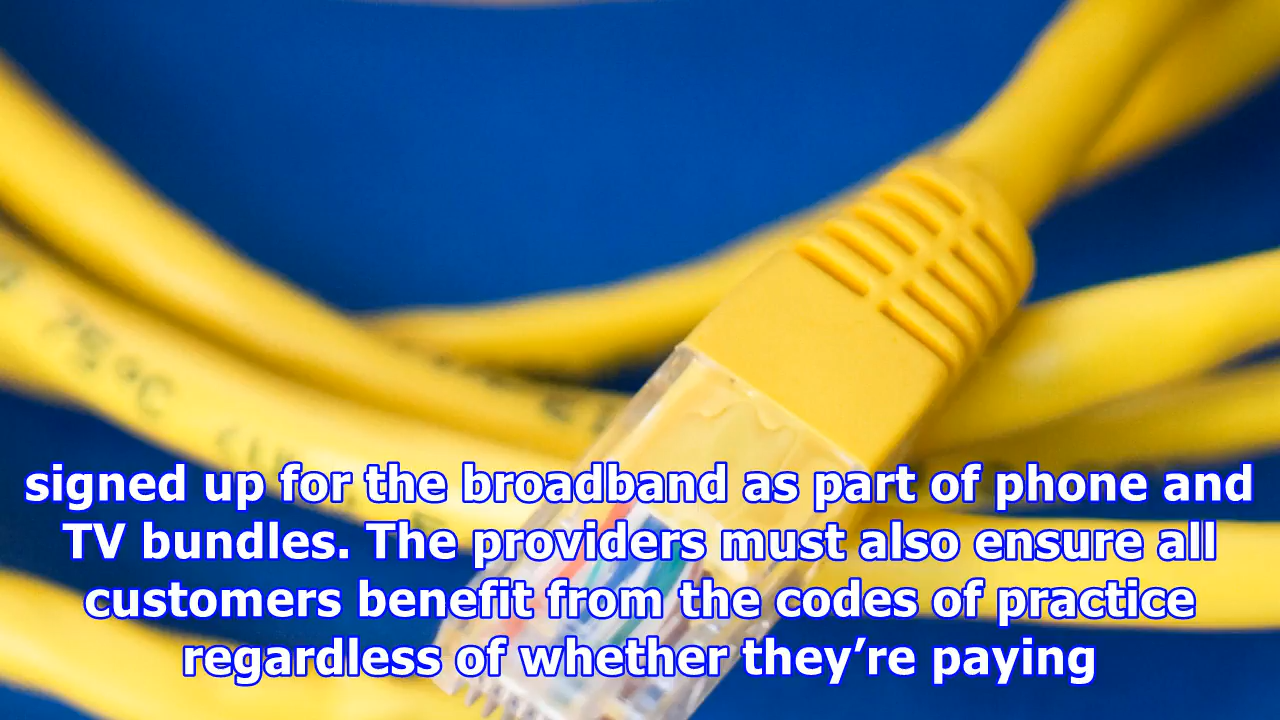 75°C
signed up for the broadband as part of phone and
TV bundles. The providers must also ensure all
customers benefit from the codes of practice
regardless of whether they’re paying